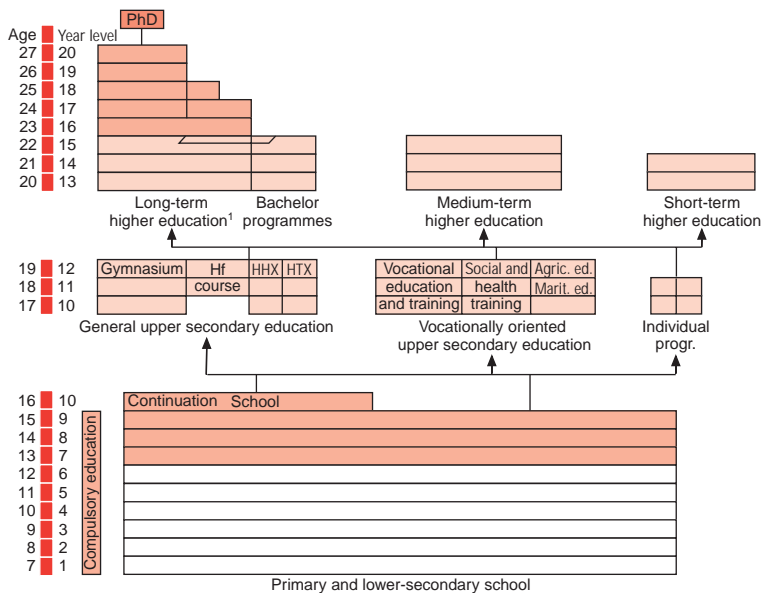 PhD
Age Year level
27 20
26 19
25 18
24 17
23 16
22 15
21 14
20 13
Long-term
higher education¹
Bachelor
programmes
Medium-term
higher education
Short-term
higher education
19 12 Gymnasium Hf HHX HTX Vocational Social and Agric. ed.
18 11 course education health Marit. ed.
17 10 and training training
General upper secondary education
Vocationally oriented
upper secondary education
Individual
progr.
16 10 Continuation School
15 9
14 8
13 7
12 6
11 5
10 4
9 3
8 2
7 1
Compulsory education
Primary and lower-secondary school